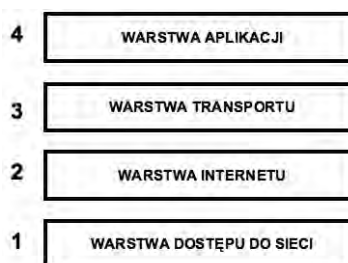 4 WARSTWA APLIKACJI
3 WARSTWA TRANSPORTU
2 WARSTWA INTERNETU
1 WARSTWA DOSTĘPU DO SIECI